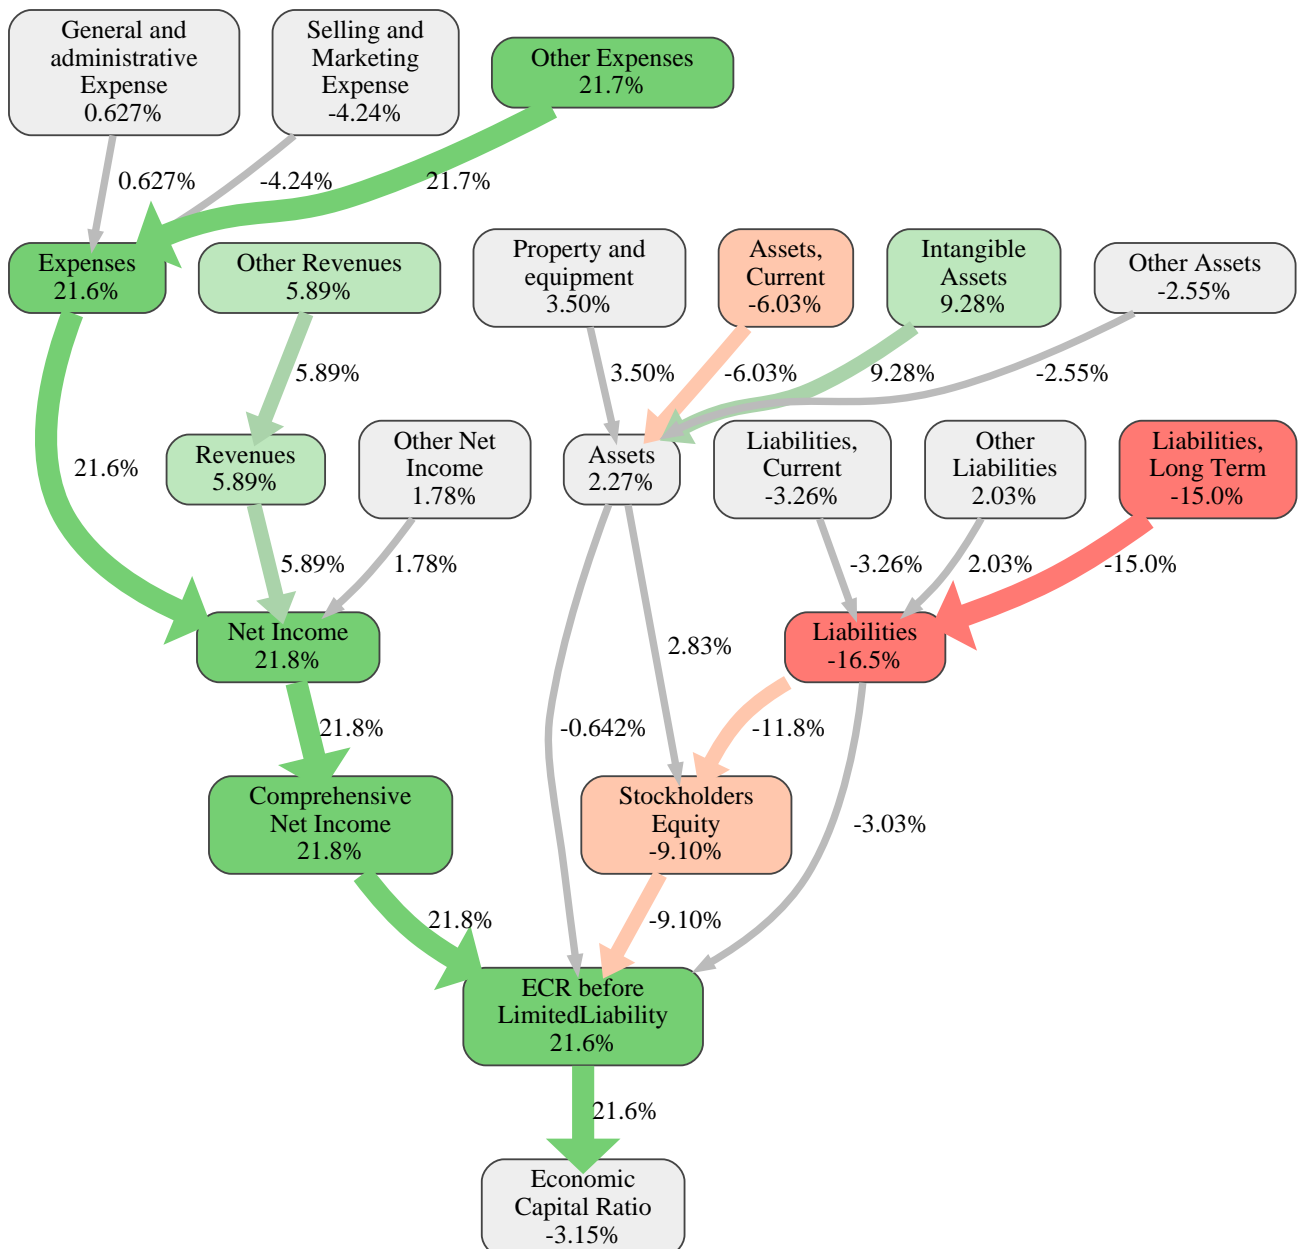 General and
administrative
Expense
0.627%
Selling and
Marketing
Expense
-4.24%
Other Expenses
21.7%
0.627%
-4.24%
21.7%
Expenses
21.6%
Other Revenues
5.89%
Property and
equipment
3.50%
Assets,
Current
-6.03%
Intangible
Assets
9.28%
Other Assets
-2.55%
5.89%
3.50%
-6.03%
9.28%
-2.55%
21.6%
Revenues
5.89%
Other Net
Income
1.78%
Assets
2.27%
Liabilities,
Current
-3.26%
Other
Liabilities
2.03%
Liabilities,
Long Term
-15.0%
5.89%
1.78%
-3.26%
2.03%
-15.0%
Net Income
21.8%
2.83%
Liabilities
-16.5%
21.8%
-0.642%
-11.8%
Comprehensive
Net Income
21.8%
Stockholders
Equity
-9.10%
-3.03%
21.8%
-9.10%
ECR before
LimitedLiability
21.6%
21.6%
Economic
Capital Ratio
-3.15%